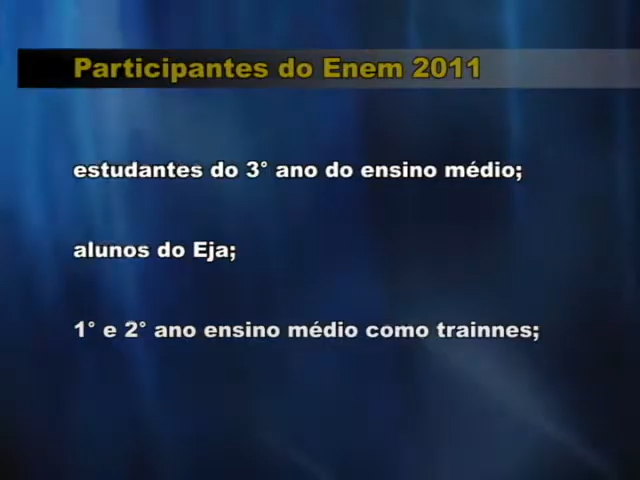 Participantes do Enem 2011
estudantes do 3° ano do ensino médio;
alunos do Eja;
1° e 2° ano ensino médio como trainnes;